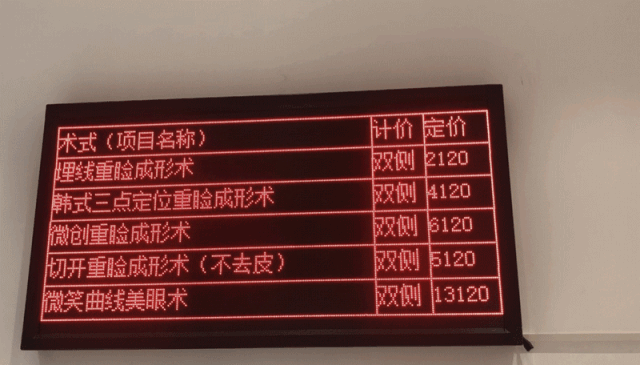 术式（项目名称） 计价 定价
埋线重睑成形术 双侧 2120
韩式三点定位重睑成形术 双侧 4120
微创重睑成形术 双侧 6120
切开重睑成形术（不去皮） 双侧 5120
微笑曲线美眼术 双侧 13120